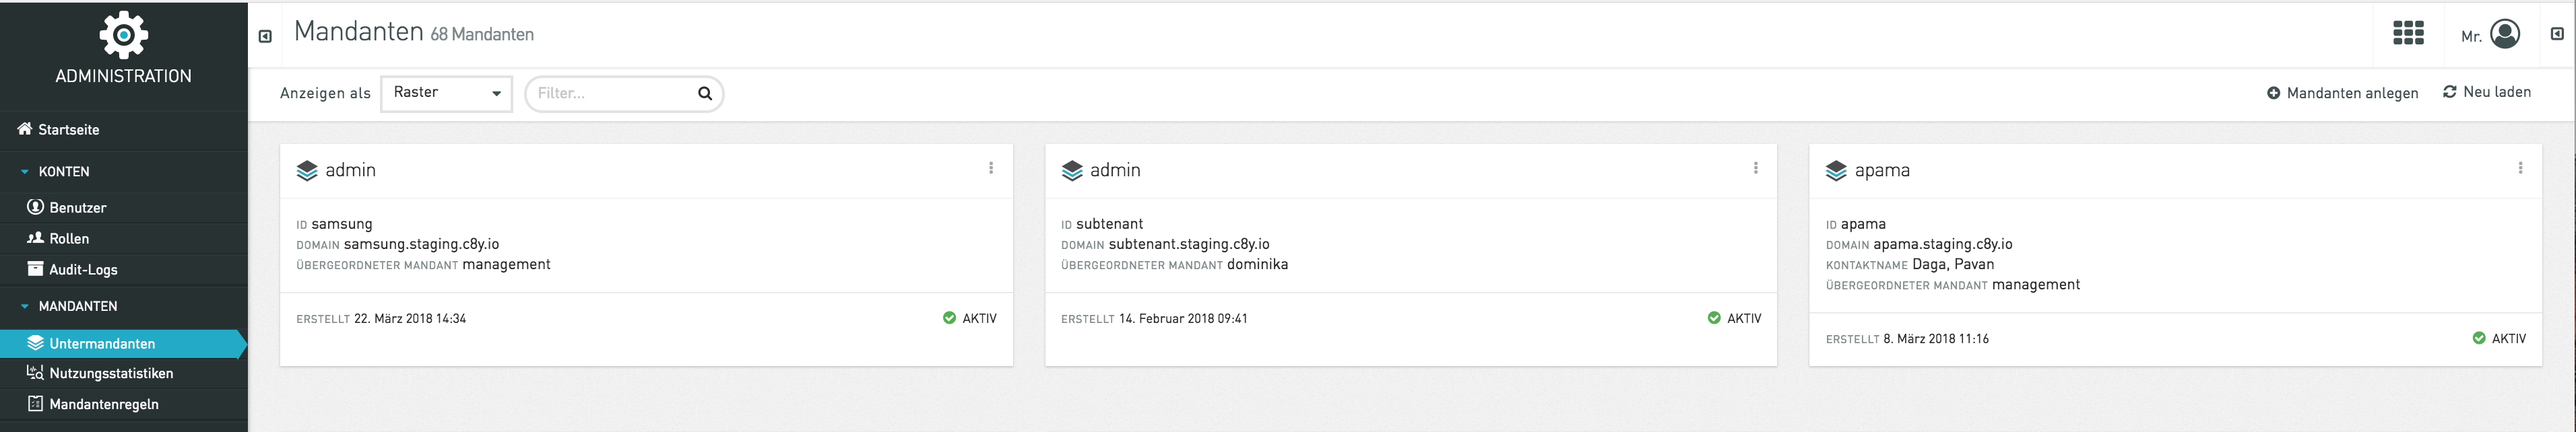 ADMINISTRATION
Startseite
KONTEN
Benutzer
Rollen
Audit-Logs
MANDANTEN
Untermandanten
Nutzungsstatistiken
Mandantenregeln
Mandanten 68 Mandanten
Mr.
Anzeigen als Raster Filter...
Mandanten anlegen Neu laden
admin
ID samsung
DOMAIN samsung.staging.c8y.io
ÜBERGEORDNETER MANDANT management
ERSTELLT 22. März 2018 14:34 AKTIV
admin
ID subtenant
DOMAIN subtenant.staging.c8y.io
ÜBERGEORDNETER MANDANT dominika
ERSTELLT 14. Februar 2018 09:41 AKTIV
apama
ID apama
DOMAIN apama.staging.c8y.io
KONTAKTNAME Daga, Pavan
ÜBERGEORDNETER MANDANT management
ERSTELLT 8. März 2018 11:16 AKTIV